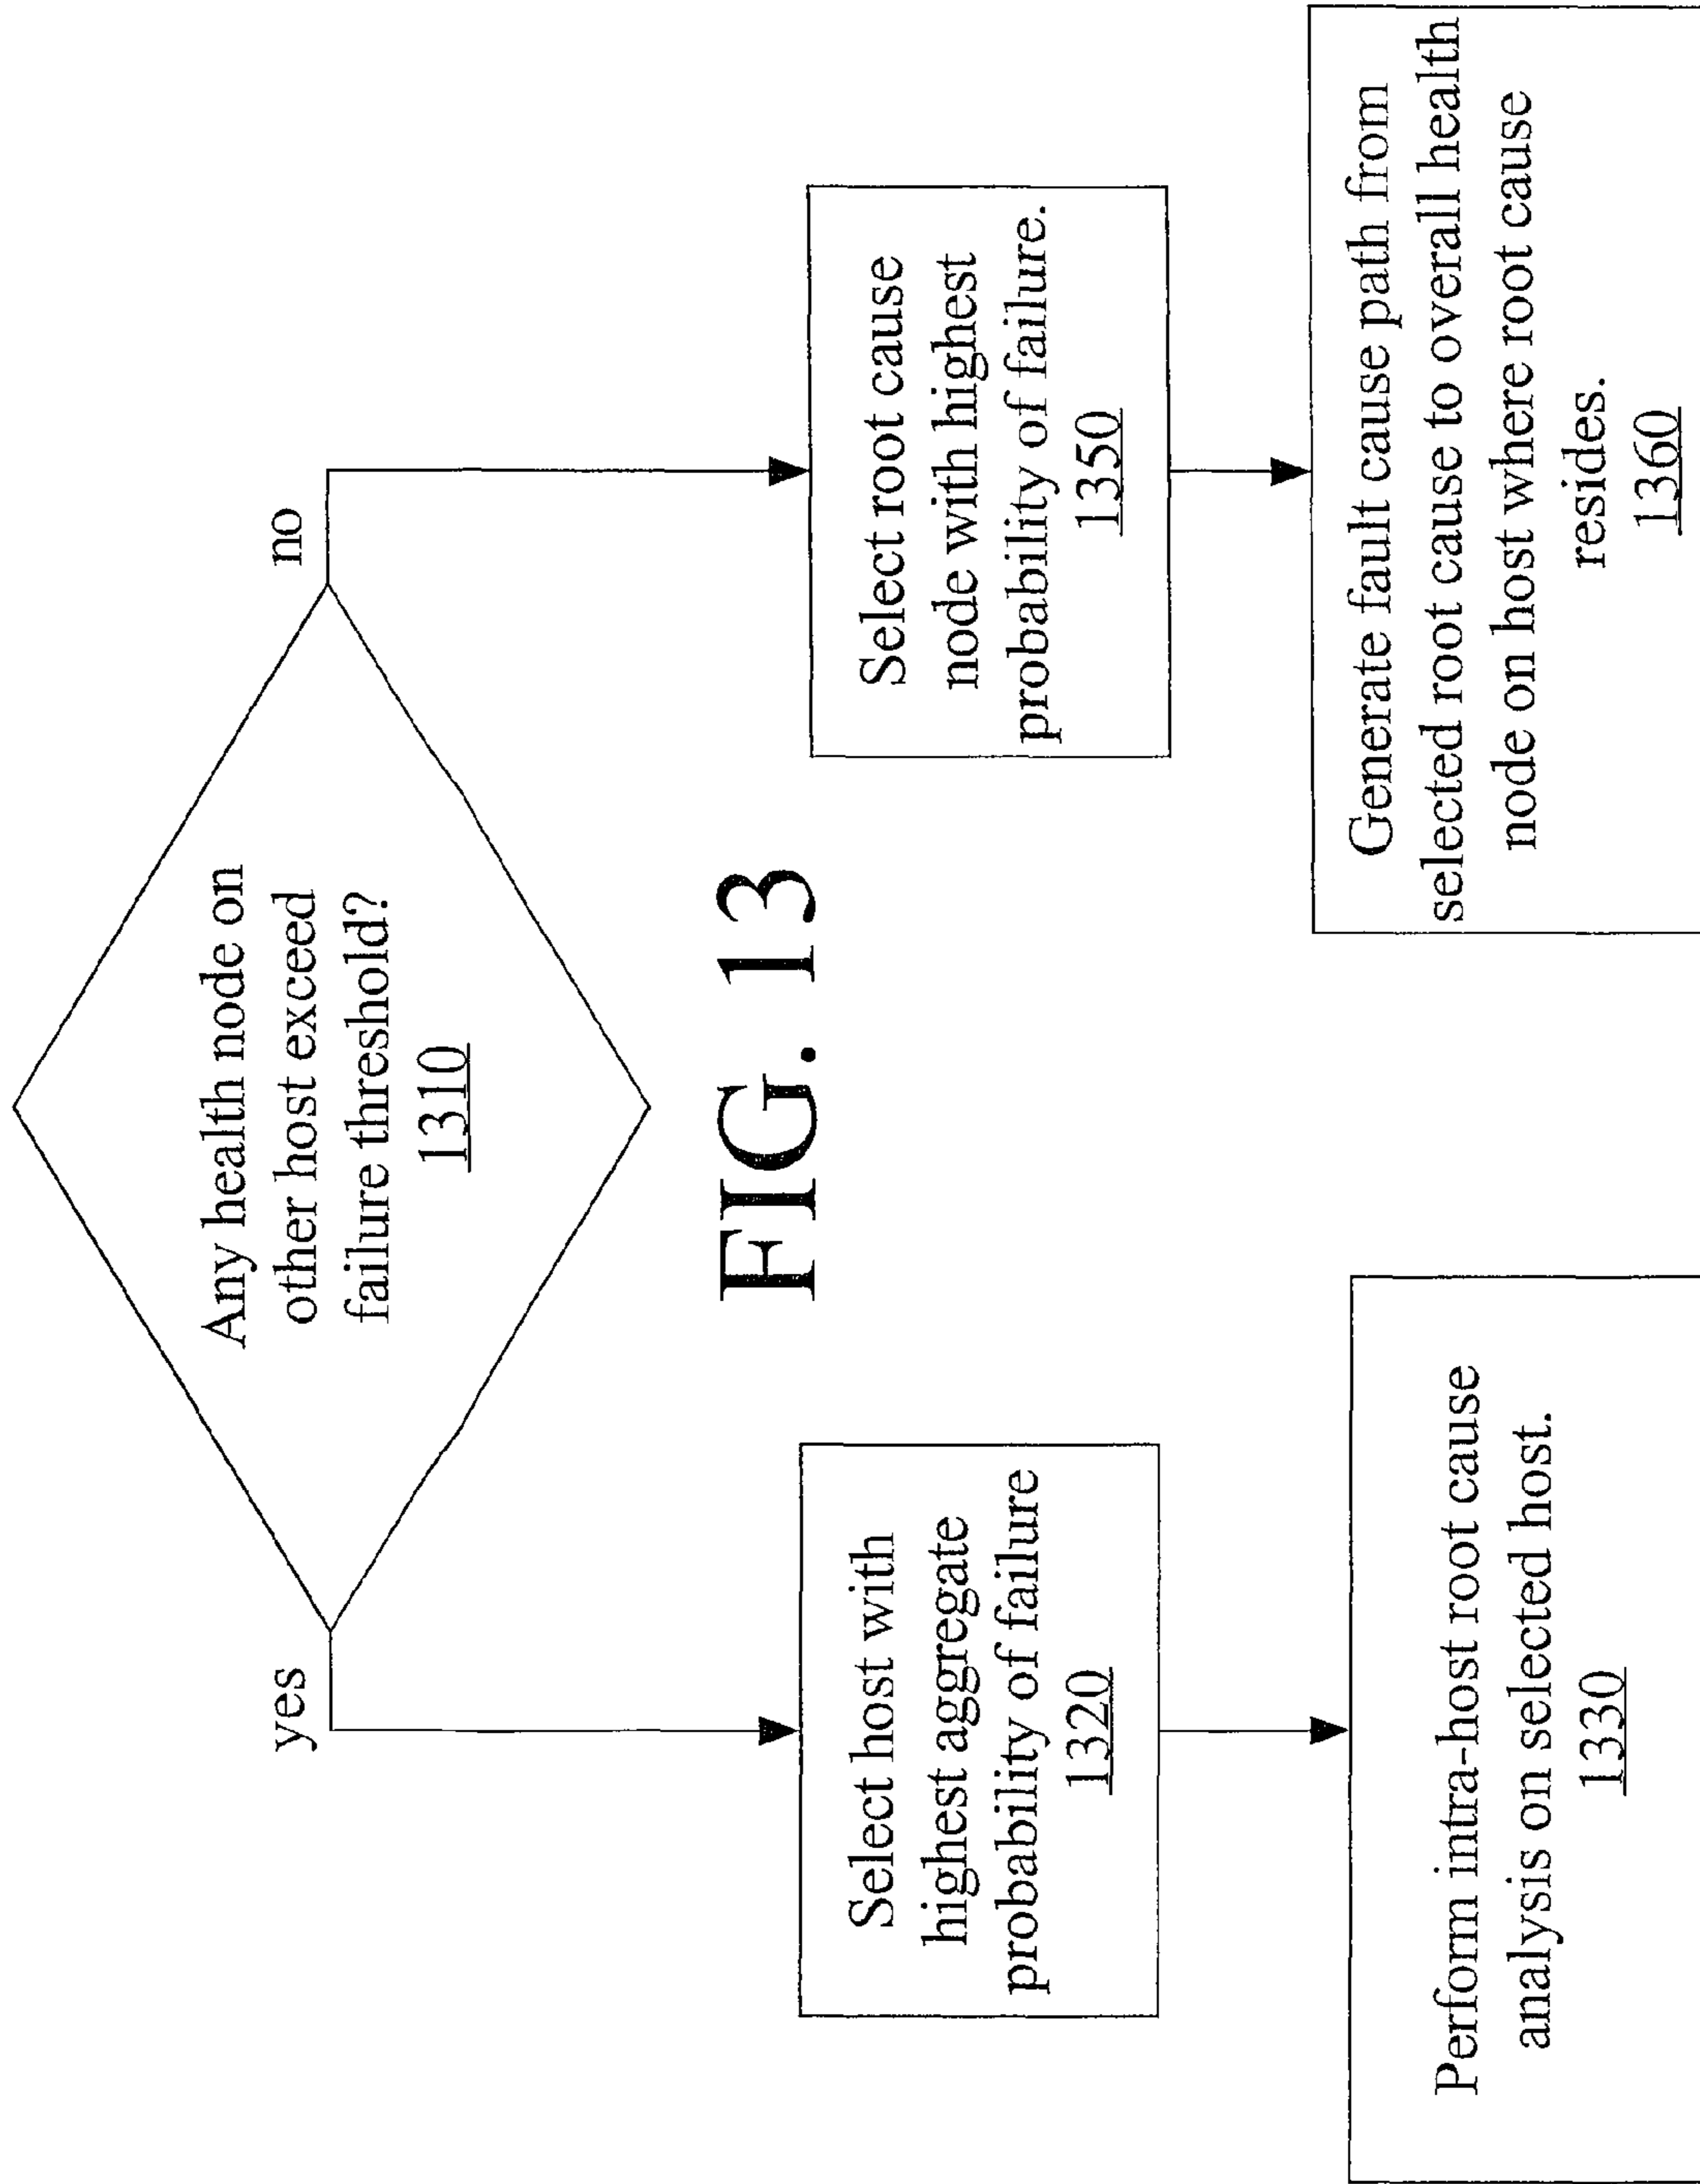 Any health node on
other host exceed
failure threshold?
1310
yes
no
Select host with
highest aggregate
probability of failure
1320
Perform intra-host root cause
analysis on selected host.
1330
Select root cause
node with highest
probability of failure.
1350
Generate fault cause path from
selected root cause to overall health
node on host where root cause
resides.
1360
FIG. 13